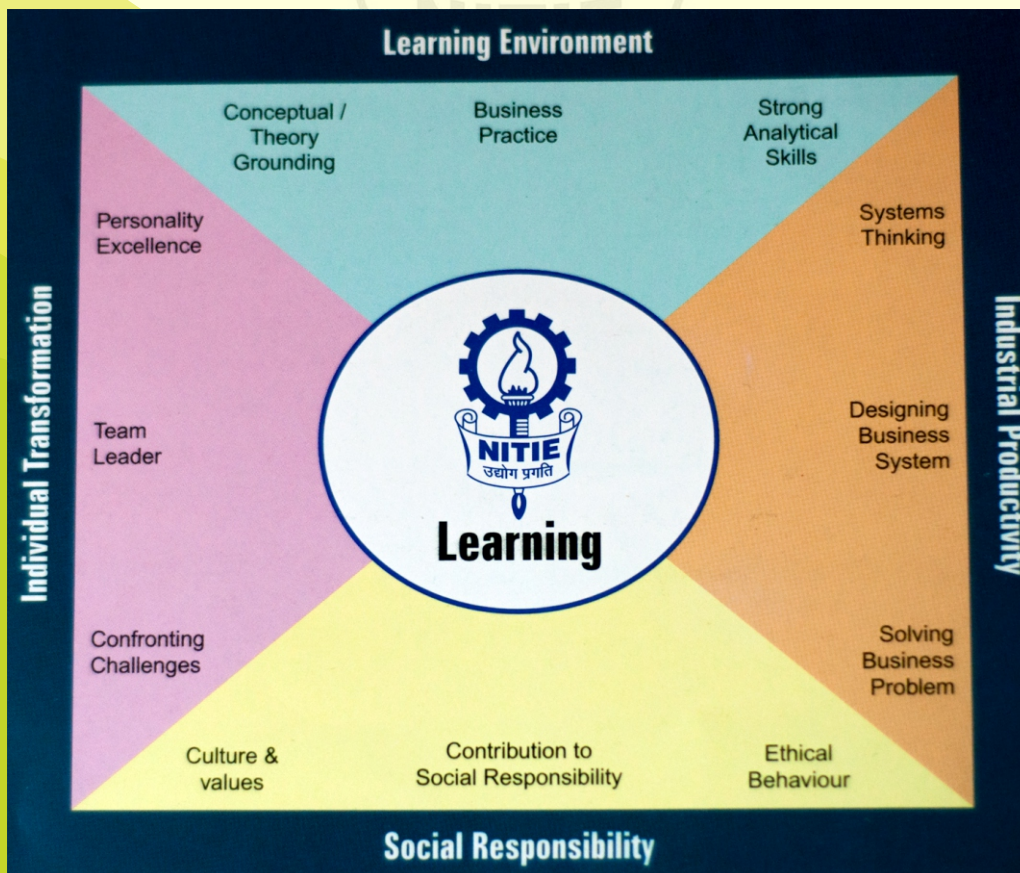 Learning Environment
Conceptual /
Theory
Grounding
Business
Practice
Strong
Analytical
Skills
Individual Transformation
Personality
Excellence
Team
Leader
Confronting
Challenges
NITIE
उद्योग प्रगति
Learning
Systems
Thinking
Designing
Business
System
Solving
Business
Problem
Industrial Productivity
Culture &
values
Contribution to
Social Responsibility
Ethical
Behaviour
Social Responsibility
NITIE